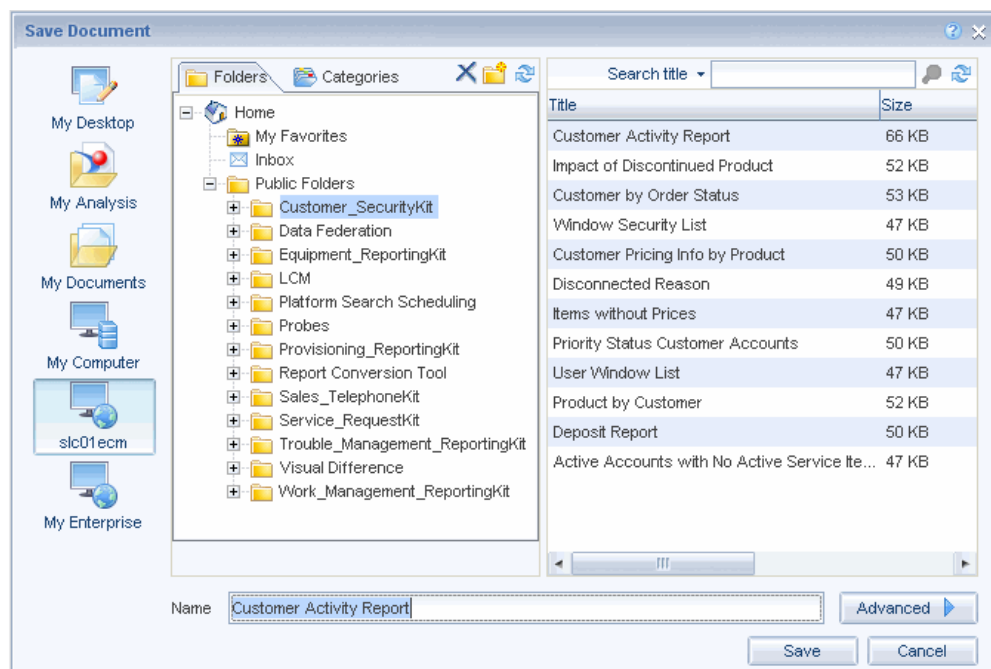 Save Document
My Desktop
My Analysis
My Documents
My Computer
slc01ecm
My Enterprise
Folders Categories
Home
My Favorites
Inbox
Public Folders
Customer_SecurityKit
Data Federation
Equipment_ReportingKit
LCM
Platform Search Scheduling
Probes
Provisioning_ReportingKit
Report Conversion Tool
Sales_TelephoneKit
Service_RequestKit
Trouble_Management_ReportingKit
Visual Difference
Work_Management_ReportingKit
Search title
Title Size
Customer Activity Report 66 KB
Impact of Discontinued Product 52 KB
Customer by Order Status 53 KB
Window Security List 47 KB
Customer Pricing Info by Product 50 KB
Disconnected Reason 49 KB
Items without Prices 47 KB
Priority Status Customer Accounts 50 KB
User Window List 47 KB
Product by Customer 52 KB
Deposit Report 50 KB
Active Accounts with No Active Service Ite... 47 KB
Name Customer Activity Report Advanced
Save Cancel